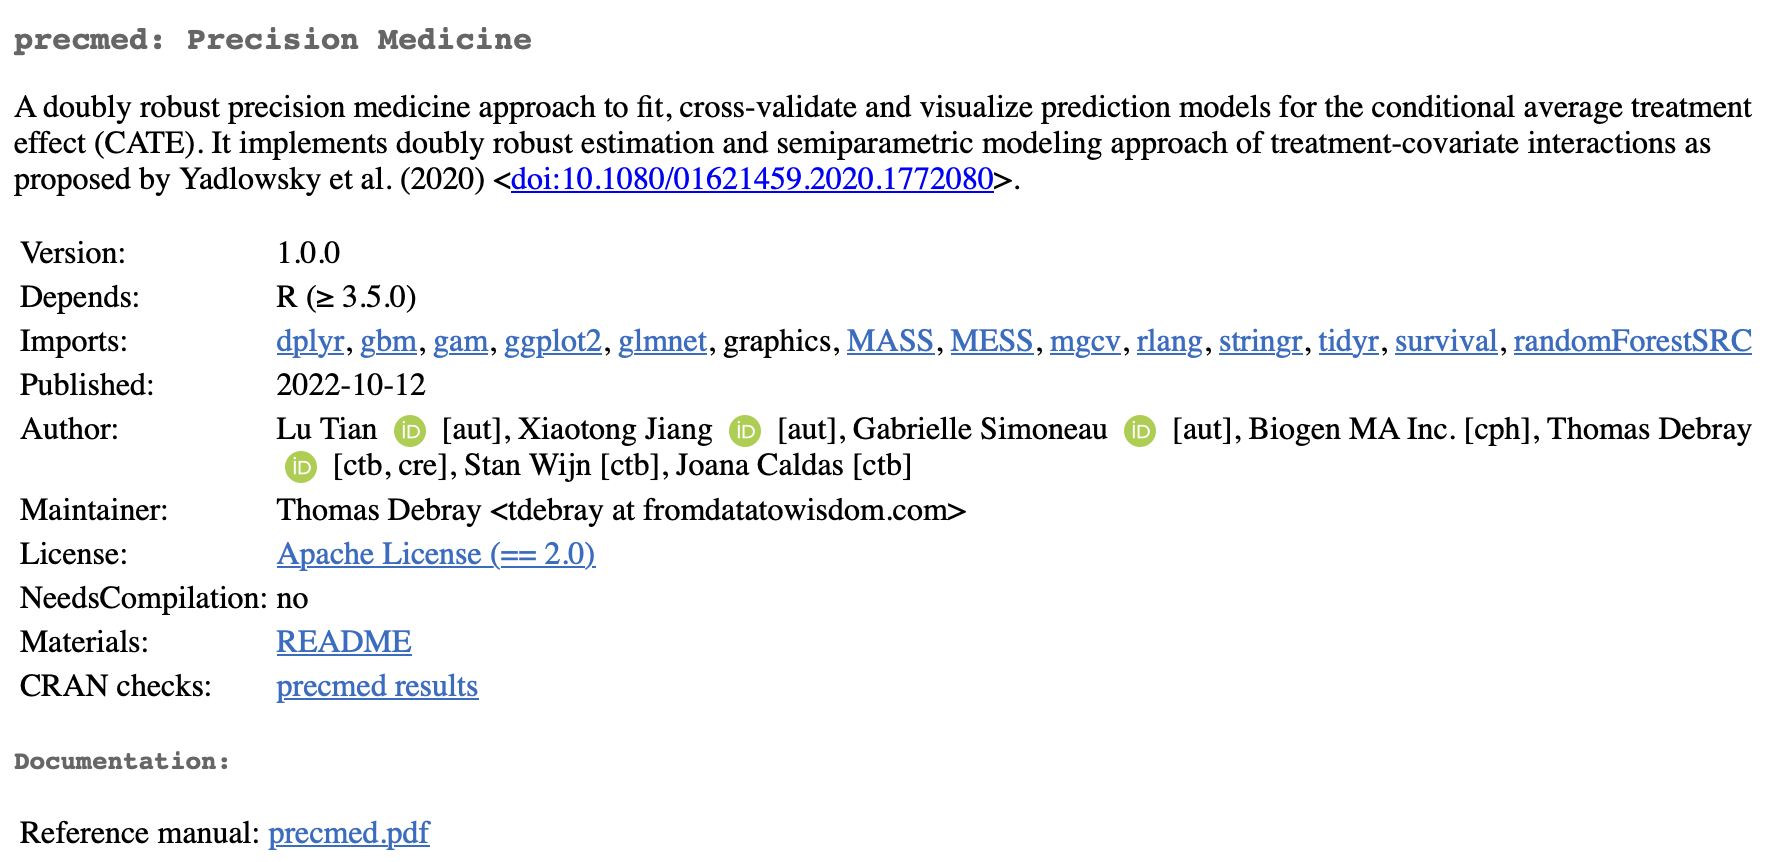 precmed: Precision Medicine
A doubly robust precision medicine approach to fit, cross-validate and visualize prediction models for the conditional average treatment
effect (CATE). It implements doubly robust estimation and semiparametric modeling approach of treatment-covariate interactions as
proposed by Yadlowsky et al. (2020) <doi:10.1080/01621459.2020.1772080>.
Version: 1.0.0
Depends: R (≥ 3.5.0)
Imports: dplyr, gbm, gam, ggplot2, glmnet, graphics, MASS, MESS, mgcv, rlang, stringr, tidyr, survival, randomForestSRC
Published: 2022-10-12
Author: Lu Tian iD [aut], Xiaotong Jiang iD [aut], Gabrielle Simoneau iD [aut], Biogen MA Inc. [cph], Thomas Debray
iD [ctb, cre], Stan Wijn [ctb], Joana Caldas [ctb]
Maintainer: Thomas Debray <tdebray at fromdatatowisdom.com>
License: Apache License (== 2.0)
NeedsCompilation: no
Materials: README
CRAN checks: precmed results
Documentation:
Reference manual: precmed.pdf